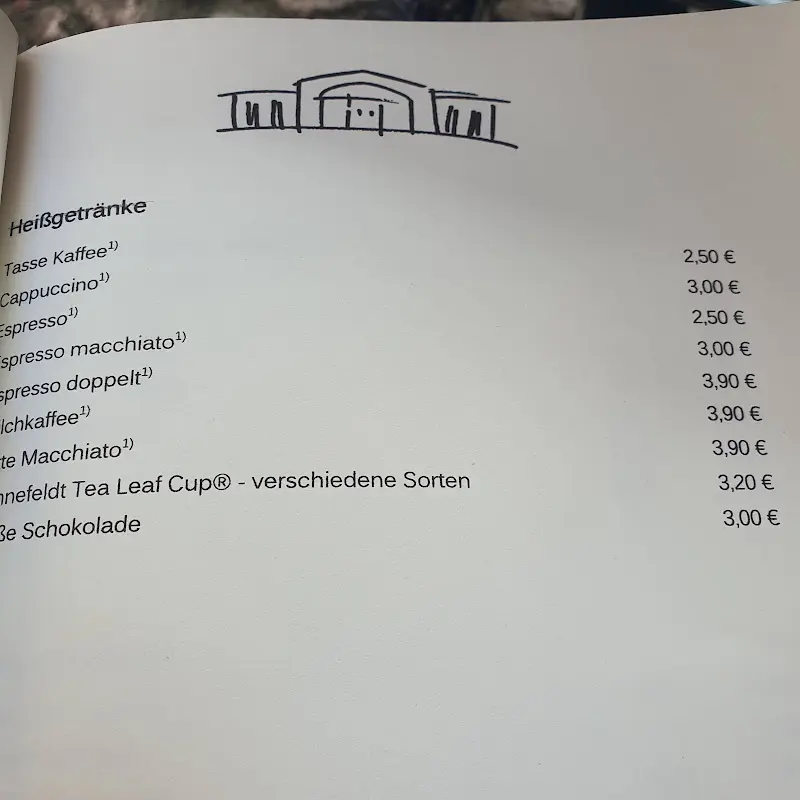 Heißgetränke
Tasse Kaffee1) 2,50 €
Cappuccino1) 3,00 €
Espresso1) 2,50 €
spresso macchiato1) 3,00 €
spresso doppelt1) 3,90 €
lchkaffee1) 3,90 €
te Macchiato1) 3,90 €
nnefeldt Tea Leaf Cup® - verschiedene Sorten 3,20 €
ße Schokolade 3,00 €